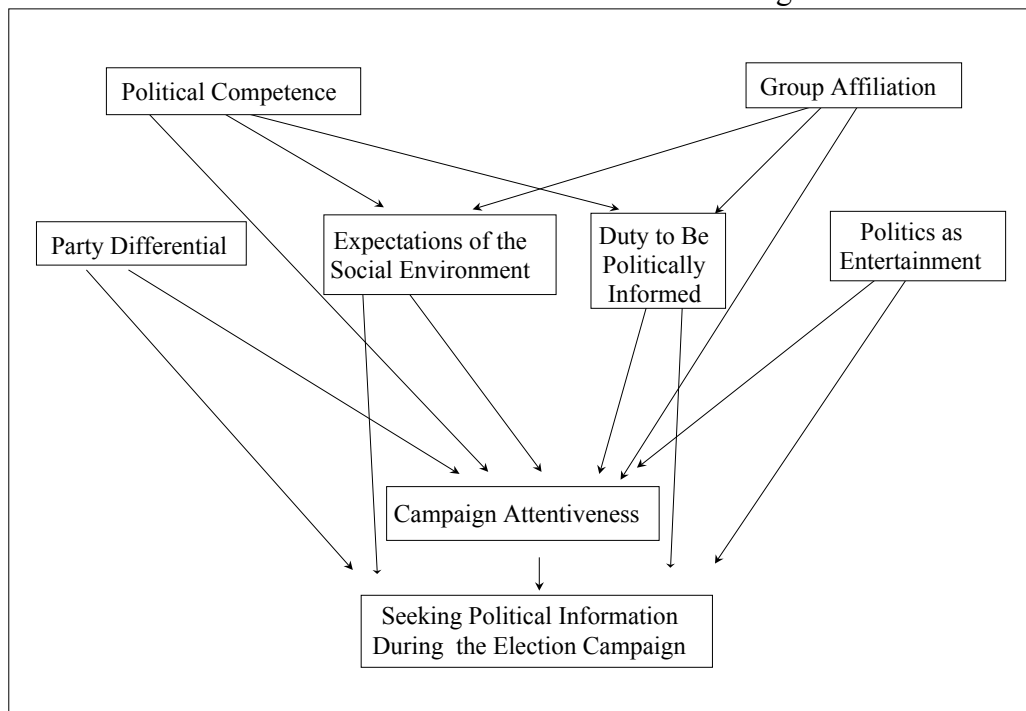 Political Competence
Group Affiliation
Party Differential
Expectations of the
Social Environment
Duty to Be
Politically
Informed
Politics as
Entertainment
Campaign Attentiveness
Seeking Political Information
During the Election Campaign